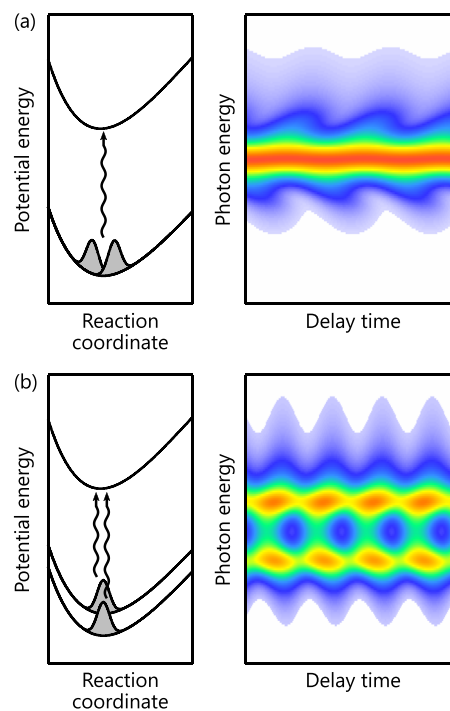 (a)
Potential energy
Reaction
coordinate
Photon energy
Delay time
(b)
Potential energy
Reaction
coordinate
Photon energy
Delay time